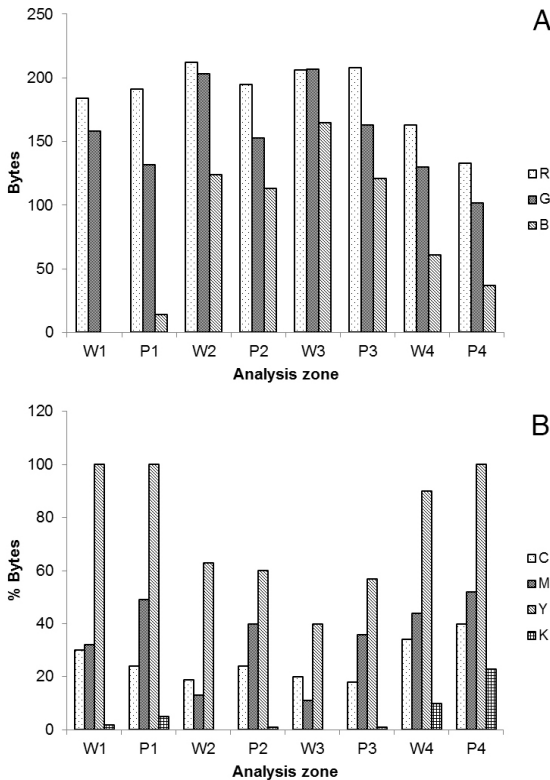 A
250
200
150
100
50
0
Bytes
W1 P1 W2 P2 W3 P3 W4 P4
Analysis zone
R
G
B
B
120
100
80
60
40
20
0
% Bytes
W1 P1 W2 P2 W3 P3 W4 P4
Analysis zone
C
M
Y
K